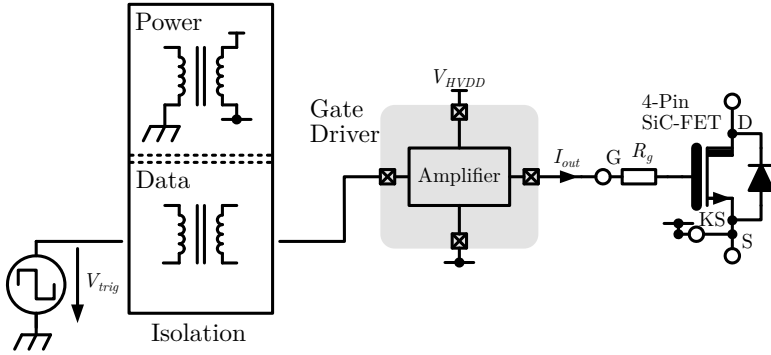 Power
Data
Isolation
V_trig
Gate
Driver
V_HVDD
Amplifier
I_out
G
R_g
4-Pin
SiC-FET
D
KS
S